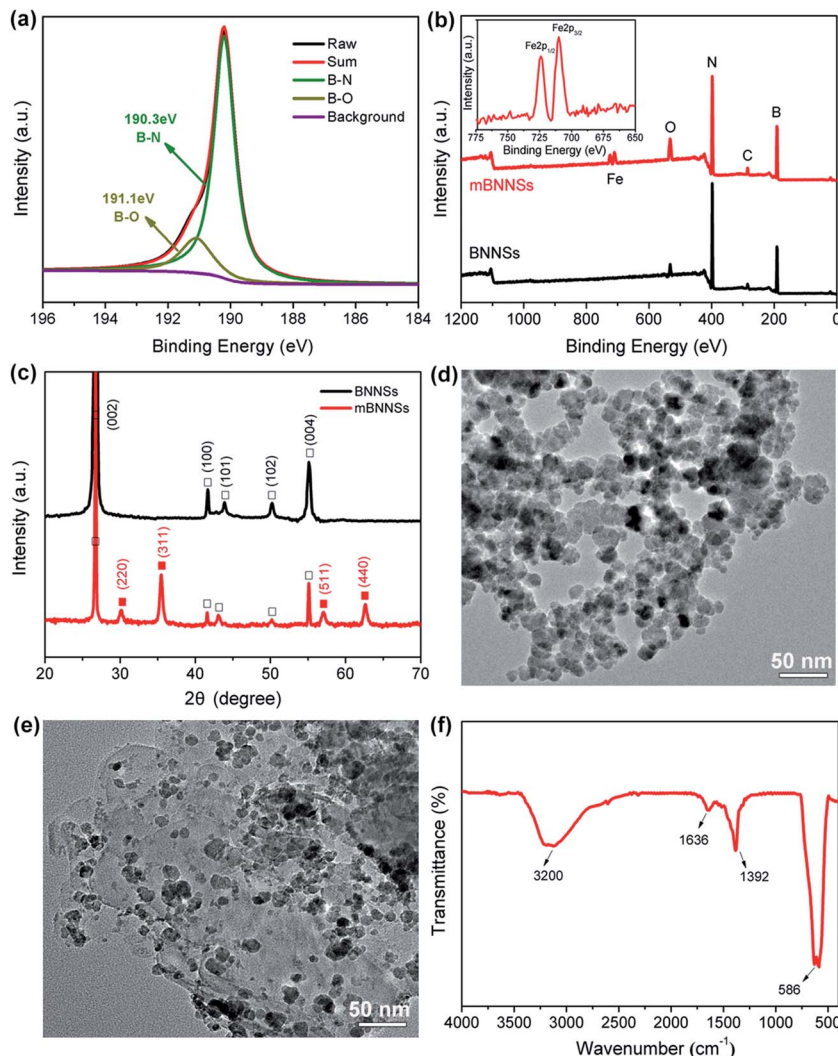 (a)
Raw
Sum
B-N
B-O
Background
190.3eV
B-N
191.1eV
B-O
Intensity (a.u.)
196 194 192 190 188 186 184
Binding Energy (eV)
(b)
Fe2p3/2
Fe2p1/2
Intensity (a.u.)
775 750 725 700 675 650
Binding Energy (eV)
N
O
C
B
Fe
mBNNSs
BNNSs
Intensity (a.u.)
1200 1000 800 600 400 200 0
Binding Energy (eV)
(c)
BNNSs
mBNNSs
(002)
(100)
(101)
(102)
(004)
(220)
(311)
(511)
(440)
Intensity (a.u.)
20 30 40 50 60 70
2θ (degree)
(d)
50 nm
(e)
50 nm
(f)
Transmittance (%)
3200
1636
1392
586
4000 3500 3000 2500 2000 1500 1000 500
Wavenumber (cm-1)